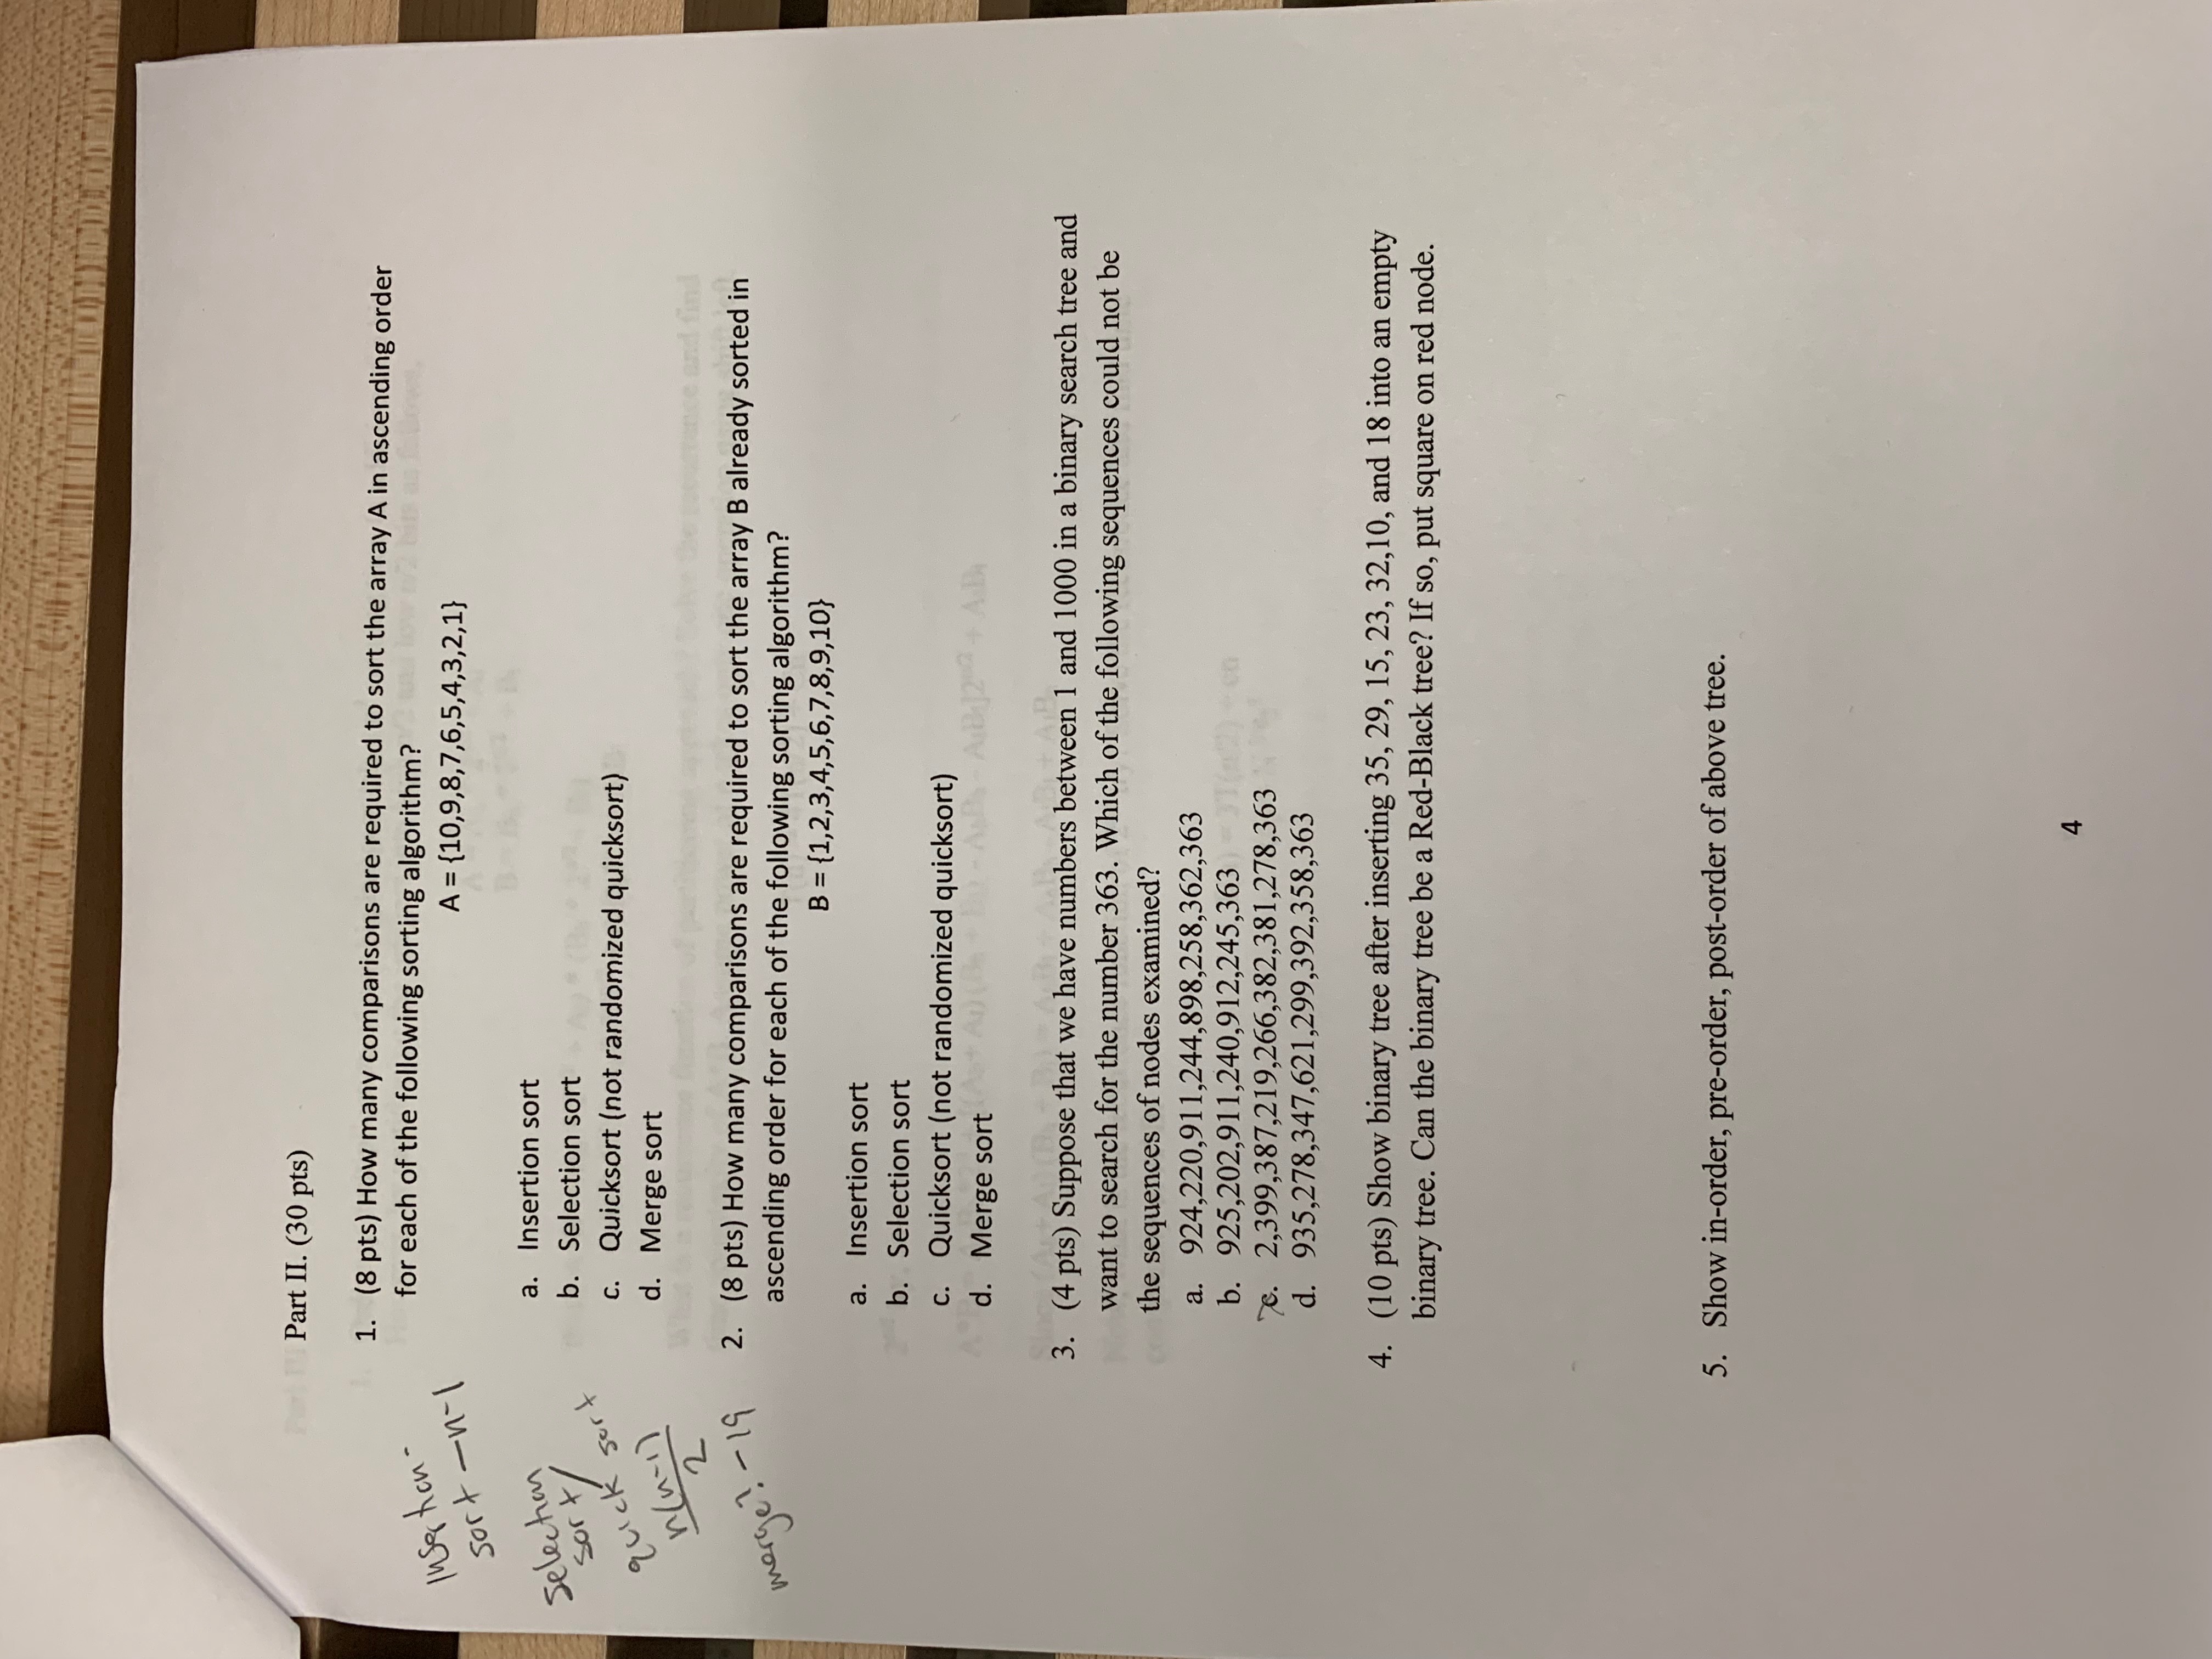 Part II. (30 pts)
1. (8 pts) How many comparisons are required to sort the array A in ascending order
for each of the following sorting algorithm?
A = {10,9,8,7,6,5,4,3,2,1}
Insertion-
sort - n-1
a. Insertion sort
b. Selection sort
c. Quicksort (not randomized quicksort)
d. Merge sort
Selection
sort/
quick sort
n(n-1)
2
merge? - 19
2. (8 pts) How many comparisons are required to sort the array B already sorted in
ascending order for each of the following sorting algorithm?
B = {1,2,3,4,5,6,7,8,9,10}
a. Insertion sort
b. Selection sort
c. Quicksort (not randomized quicksort)
d. Merge sort
3. (4 pts) Suppose that we have numbers between 1 and 1000 in a binary search tree and
want to search for the number 363. Which of the following sequences could not be
the sequences of nodes examined?
a. 924,220,911,244,898,258,362,363
b. 925,202,911,240,912,245,363
c. 2,399,387,219,266,382,381,278,363
d. 935,278,347,621,299,392,358,363
4. (10 pts) Show binary tree after inserting 35, 29, 15, 23, 32,10, and 18 into an empty
binary tree. Can the binary tree be a Red-Black tree? If so, put square on red node.
5. Show in-order, pre-order, post-order of above tree.
4